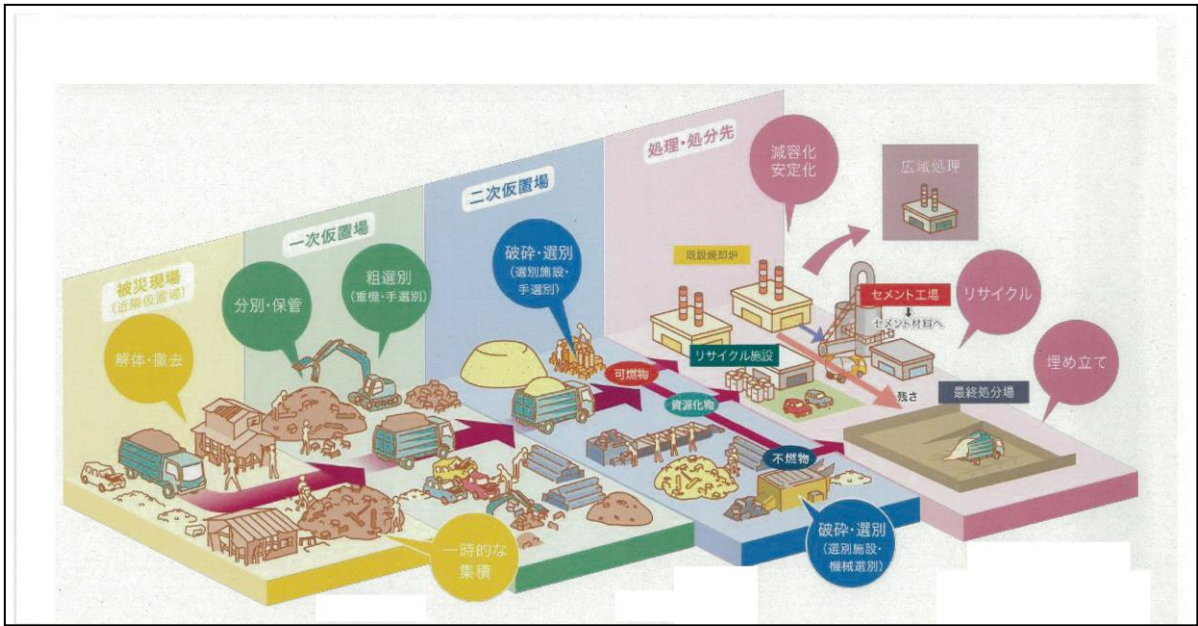 被災現場
(近隣仮置場)
解体・撤去
一時的な
集積
一次仮置場
分別・保管
粗選別
(重機・手選別)
二次仮置場
破砕・選別
(選別施設・
手選別)
可燃物
資源化物
不燃物
破砕・選別
(選別施設・
機械選別)
処理・処分先
減容化
安定化
広域処理
既設焼却炉
セメント工場
セメント材料へ
リサイクル
リサイクル施設
残さ
最終処分場
埋め立て